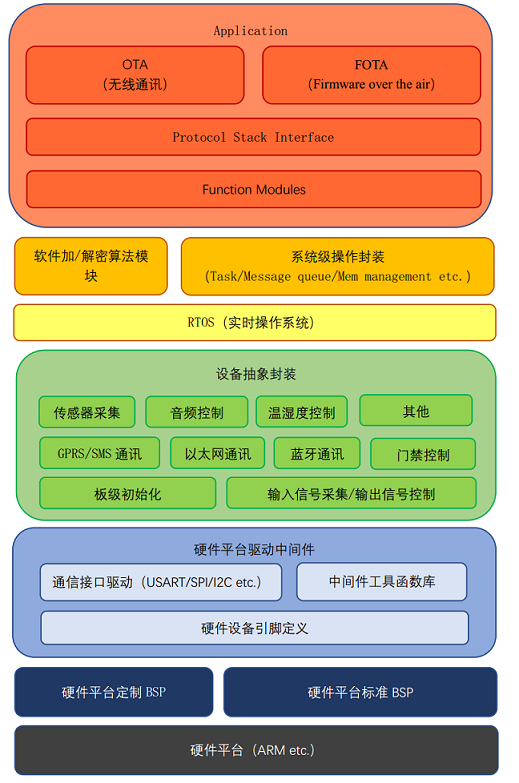 Application
OTA
（无线通讯）
FOTA
（Firmware over the air）
Protocol Stack Interface
Function Modules
软件加/解密算法模
块
系统级操作封装
（Task/Message queue/Mem management etc.）
RTOS（实时操作系统）
设备抽象封装
传感器采集
音频控制
温湿度控制
其他
GPRS/SMS 通讯
以太网通讯
蓝牙通讯
门禁控制
板级初始化
输入信号采集/输出信号控制
硬件平台驱动中间件
通信接口驱动（USART/SPI/I2C etc.）
中间件工具函数库
硬件设备引脚定义
硬件平台定制 BSP
硬件平台标准 BSP
硬件平台（ARM etc.）